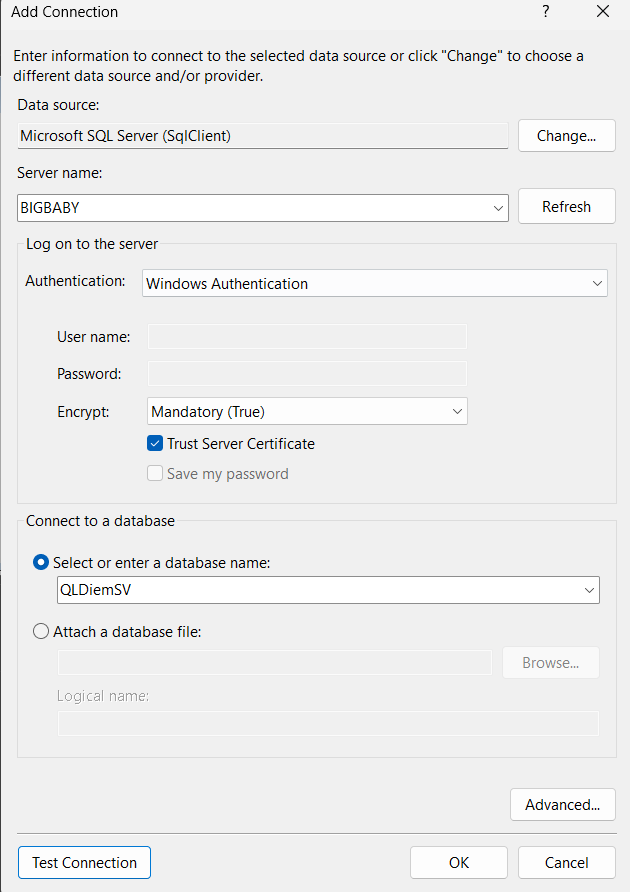 Add Connection
?
Enter information to connect to the selected data source or click "Change" to choose a
different data source and/or provider.
Data source:
Microsoft SQL Server (SqlClient)
Change...
Server name:
BIGBABY
Refresh
Log on to the server
Authentication:
Windows Authentication
User name:
Password:
Encrypt:
Mandatory (True)
Trust Server Certificate
Save my password
Connect to a database
Select or enter a database name:
QLDiemSV
Attach a database file:
Browse...
Logical name:
Advanced...
Test Connection
OK
Cancel